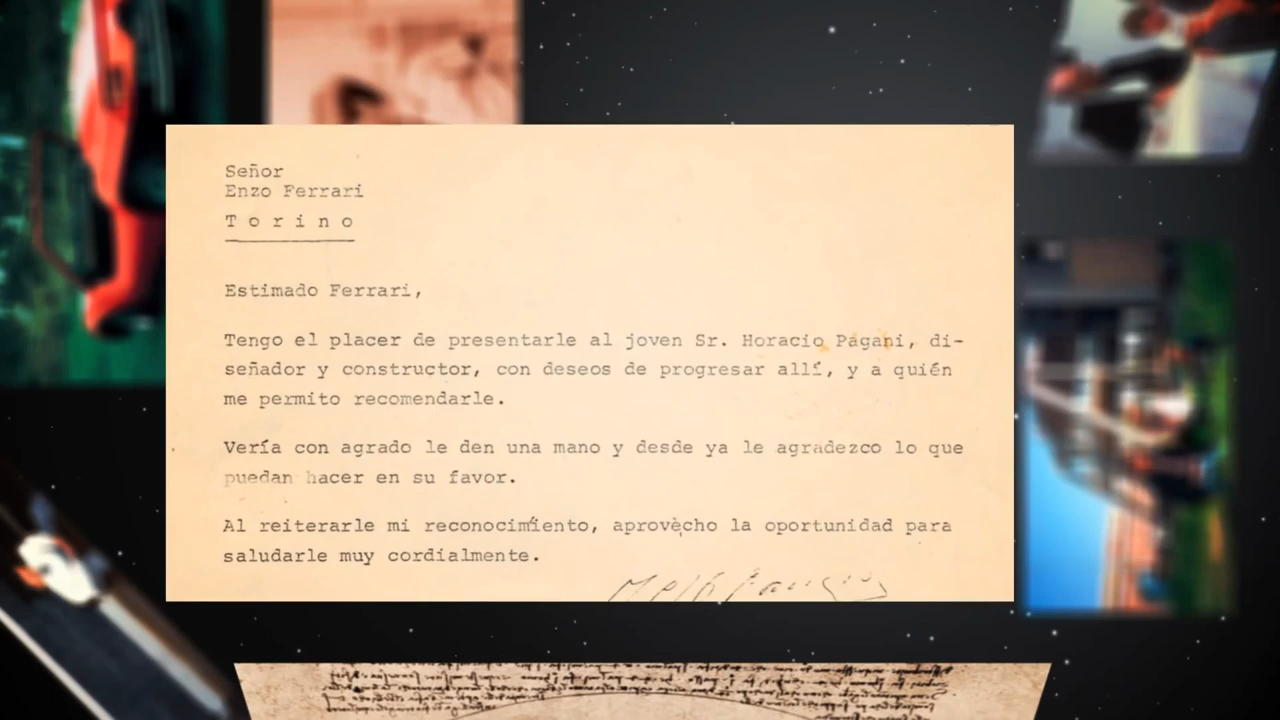 Señor
Enzo Ferrari
Torino
Estimado Ferrari,
Tengo el placer de presentarle al joven Sr. Horacio Pagani, di-
señador y constructor, con deseos de progresar allí, y a quién
me permito recomendarle.
Vería con agrado le den una mano y desde ya le agradezco lo que
puedan hacer en su favor.
Al reiterarle mi reconocimiento, aprovecho la oportunidad para
saludarle muy cordialmente.